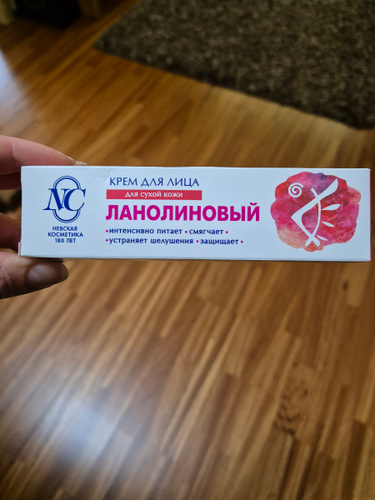 НС
НЕВСКАЯ
КОСМЕТИКА
180 ЛЕТ
КРЕМ ДЛЯ ЛИЦА
для сухой кожи
ЛАНОЛИНОВЫЙ
•интенсивно питает •смягчает•
•устраняет шелушения •защищает•